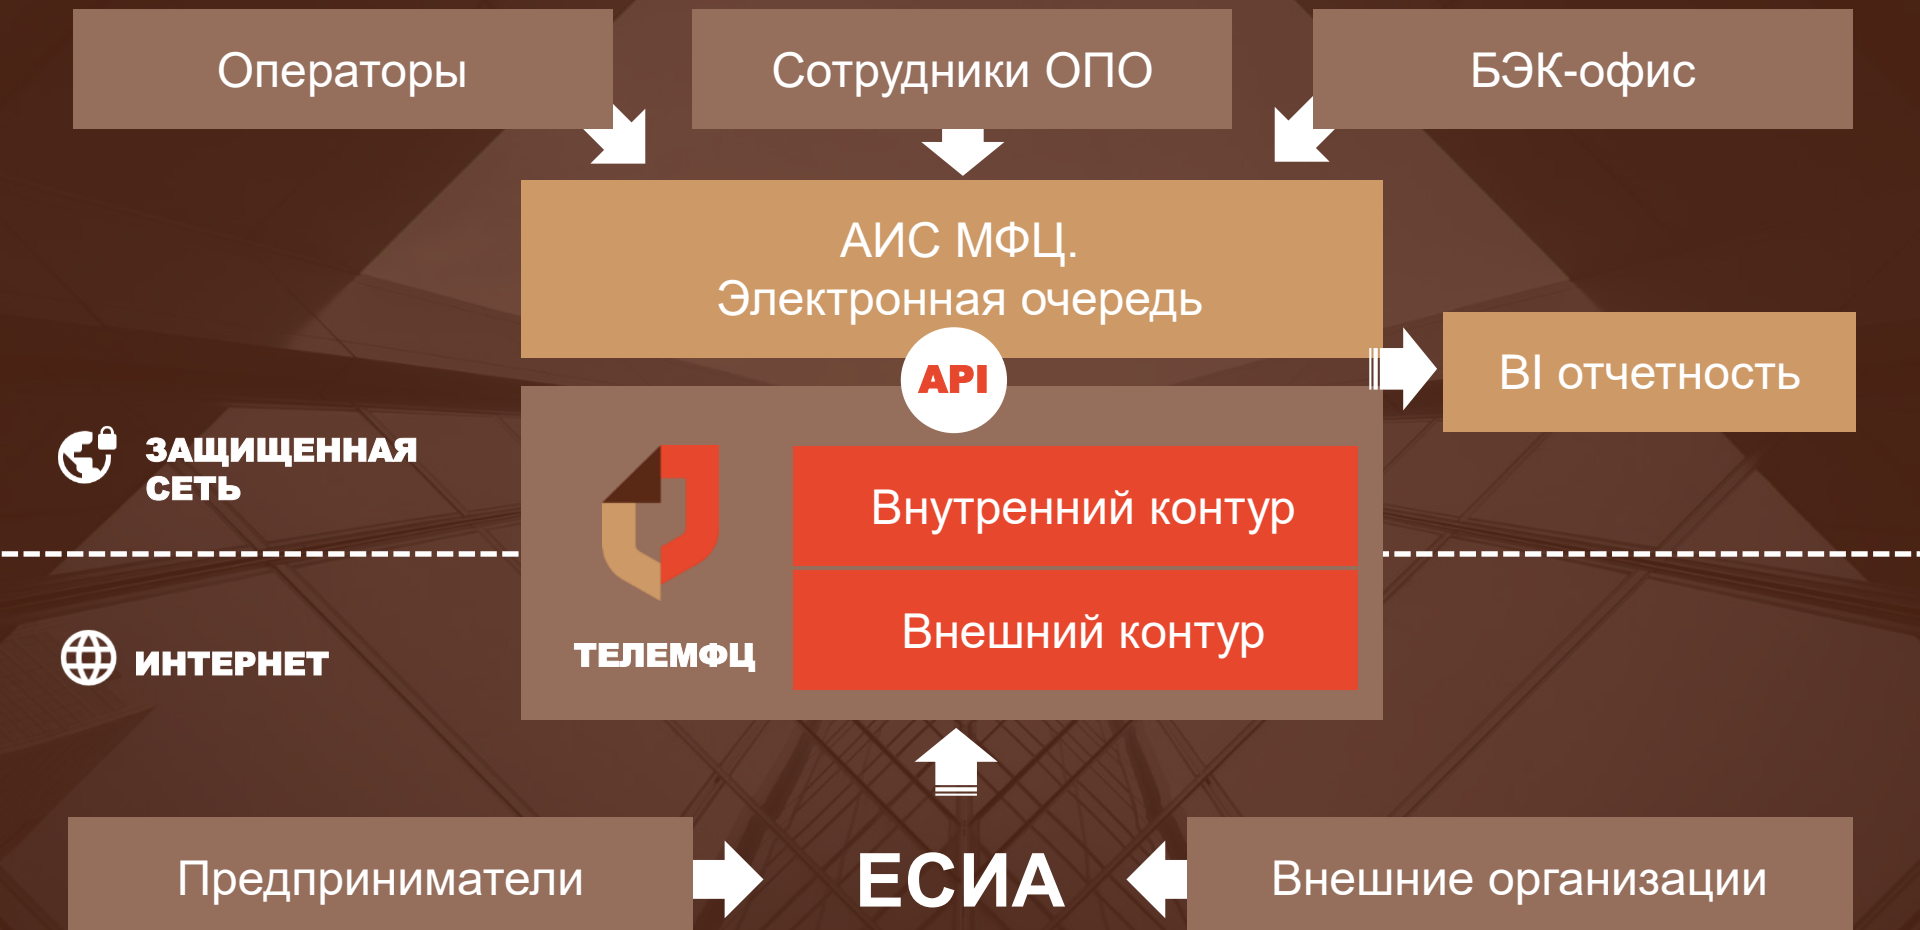 Операторы
Сотрудники ОПО
БЭК-офис
АИС МФЦ.
Электронная очередь
API
BI отчетность
ЗАЩИЩЕННАЯ
СЕТЬ
Внутренний контур
Внешний контур
ТЕЛЕМФЦ
ИНТЕРНЕТ
Предприниматели
ЕСИА
Внешние организации